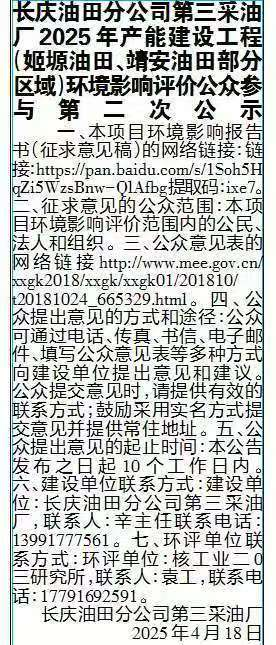 长庆油田分公司第三采油
厂2025年产能建设工程
(姬塬油田、靖安油田部分
区域)环境影响评价公众参
与第二次公示
一、本项目环境影响报告
书(征求意见稿)的网络链接:链
接:https://pan.baidu.com/s/1Soh5H
qZi5WzsBnw-QlAfbg提取码:ixe7。
二、征求意见的公众范围:本项
目环境影响评价范围内的公民、
法人和组织。三、公众意见表的
网络链接http://www.mee.gov.cn/
xxgk2018/xxgk/xxgk01/201810/
t20181024_665329.html。四、公
众提出意见的方式和途径:公众
可通过电话、传真、书信、电子邮
件、填写公众意见表等多种方式
向建设单位提出意见和建议。
公众提交意见时,请提供有效的
联系方式;鼓励采用实名方式提
交意见并提供常住地址。五、公
众提出意见的起止时间:本公告
发布之日起10个工作日内。
六、建设单位联系方式:建设单
位:长庆油田分公司第三采油
厂,联系人:辛主任联系电话:
13991777561。七、环评单位联
系方式:环评单位:核工业二0
三研究所,联系人:袁工,联系电
话:17791692591。
长庆油田分公司第三采油厂
2025年4月18日